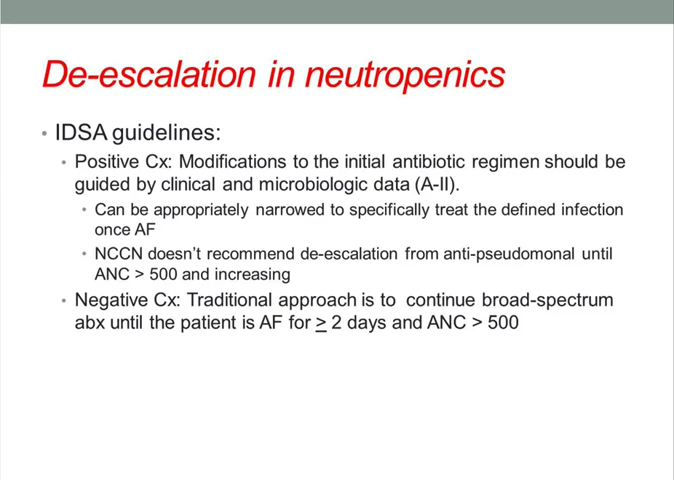 De-escalation in neutropenics
• IDSA guidelines:
• Positive Cx: Modifications to the initial antibiotic regimen should be
guided by clinical and microbiologic data (A-II).
• Can be appropriately narrowed to specifically treat the defined infection
once AF
• NCCN doesn't recommend de-escalation from anti-pseudomonal until
ANC > 500 and increasing
• Negative Cx: Traditional approach is to continue broad-spectrum
abx until the patient is AF for ≥ 2 days and ANC > 500